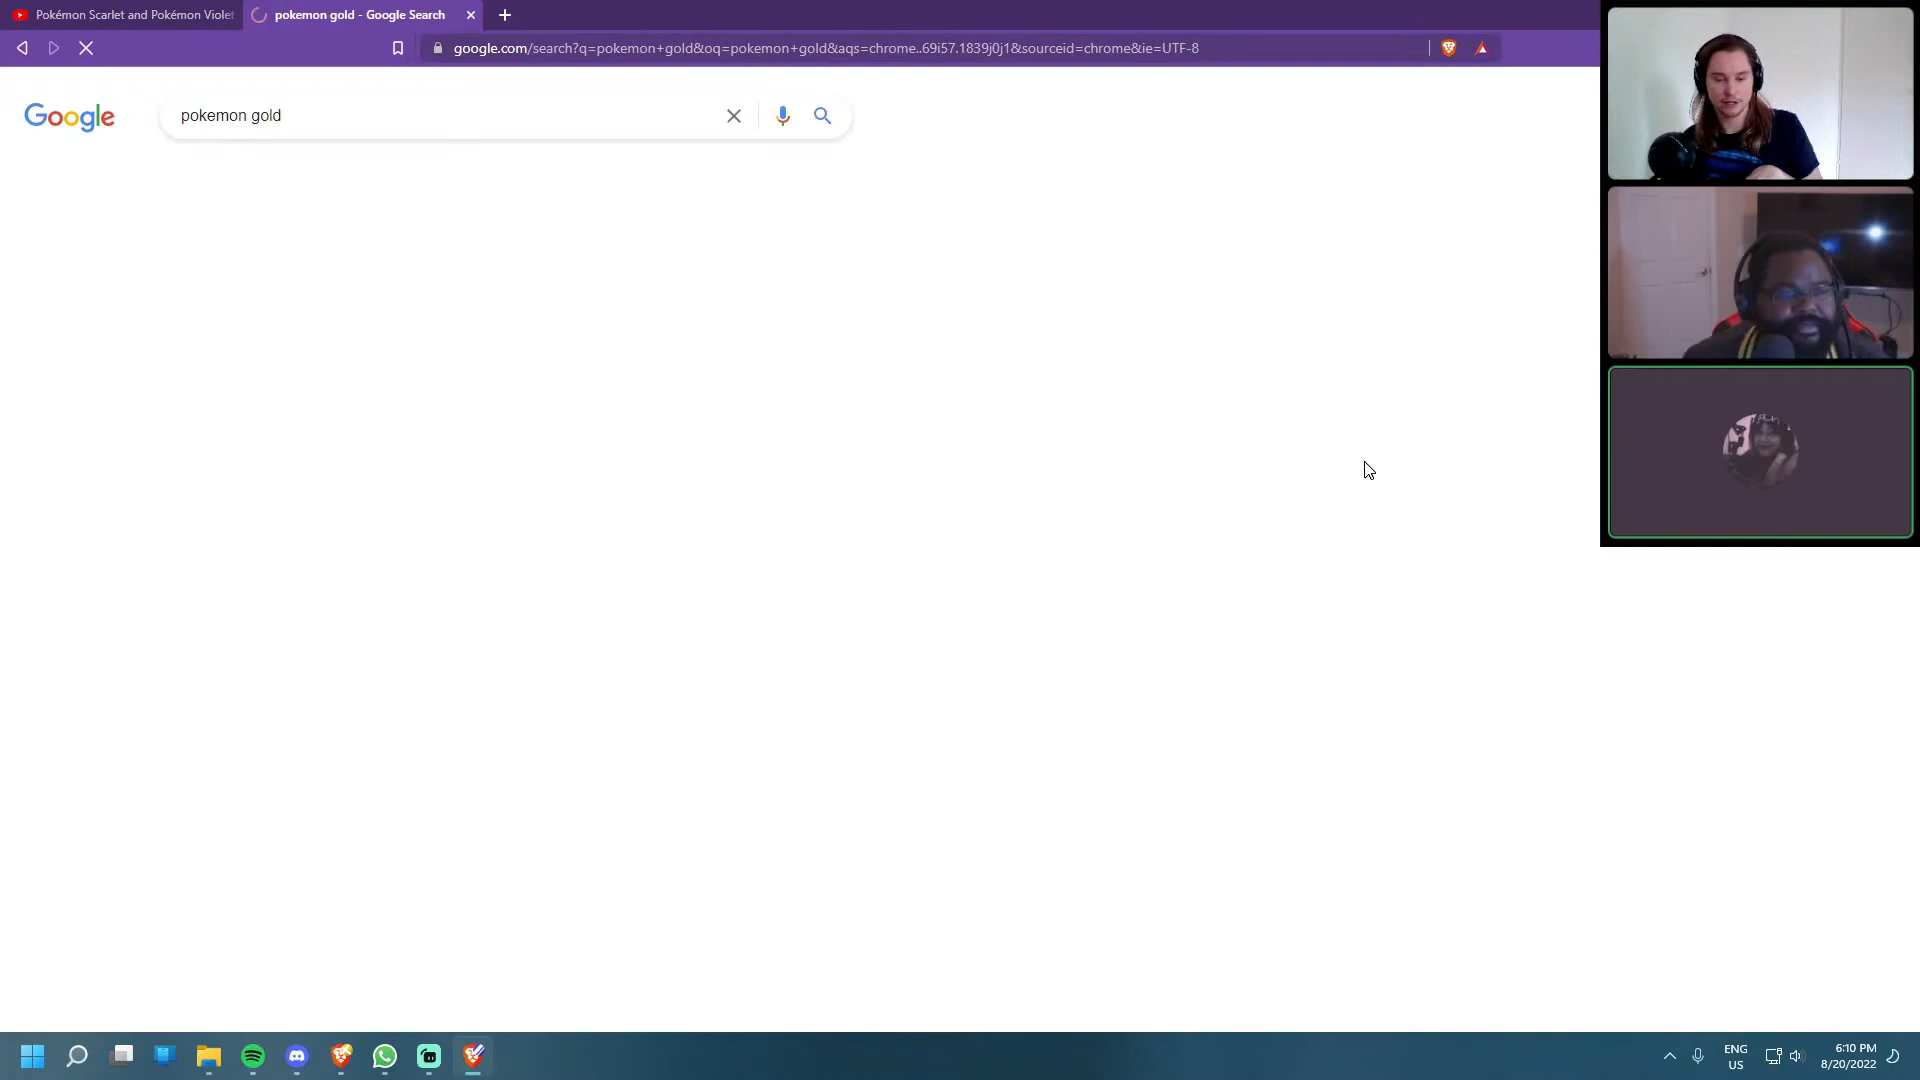 Pokémon Scarlet and Pokémon Violet
pokemon gold - Google Search
google.com/search?q=pokemon+gold&oq=pokemon+gold&aqs=chrome..69i57.1839j0j1&sourceid=chrome&ie=UTF-8
Google
pokemon gold
ENG
US
6:10 PM
8/20/2022